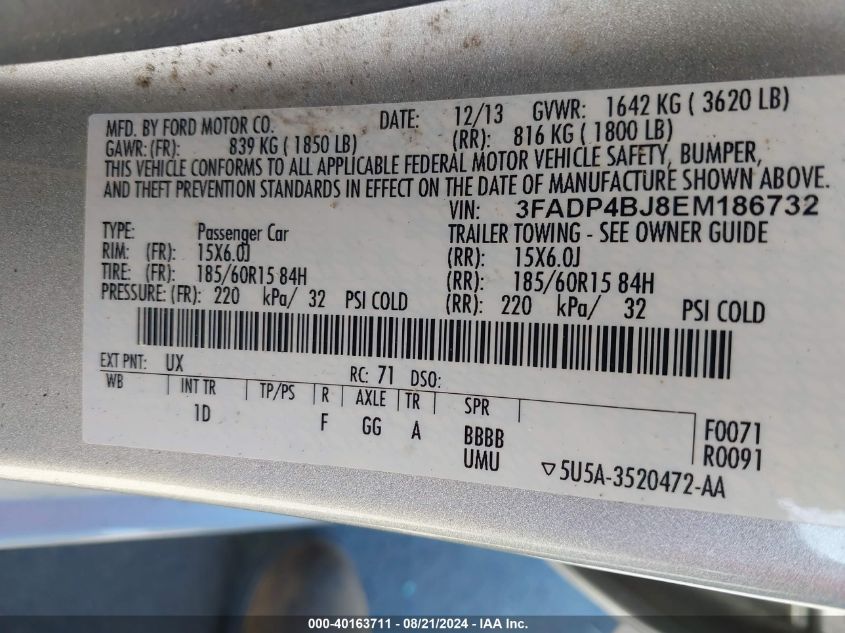 MFD. BY FORD MOTOR CO. DATE: 12/13 GVWR: 1642 KG ( 3620 LB)
GAWR: (FR): 839 KG ( 1850 LB) (RR): 816 KG ( 1800 LB)
THIS VEHICLE CONFORMS TO ALL APPLICABLE FEDERAL MOTOR VEHICLE SAFETY, BUMPER,
AND THEFT PREVENTION STANDARDS IN EFFECT ON THE DATE OF MANUFACTURE SHOWN ABOVE.
VIN: 3FADP4BJ8EM186732
TYPE: Passenger Car TRAILER TOWING - SEE OWNER GUIDE
RIM: (FR): 15X6.0J (RR): 15X6.0J
TIRE: (FR): 185/60R15 84H (RR): 185/60R15 84H
PRESSURE: (FR): 220 kPa/ 32 PSI COLD (RR): 220 kPa/ 32 PSI COLD
EXT PNT: UX RC: 71 DSO:
WB INT TR TP/PS R AXLE TR SPR
1D F GG A BBBB F0071
UMU R0091
▽5U5A-3520472-AA
000-40163711 - 08/21/2024 - IAA Inc.